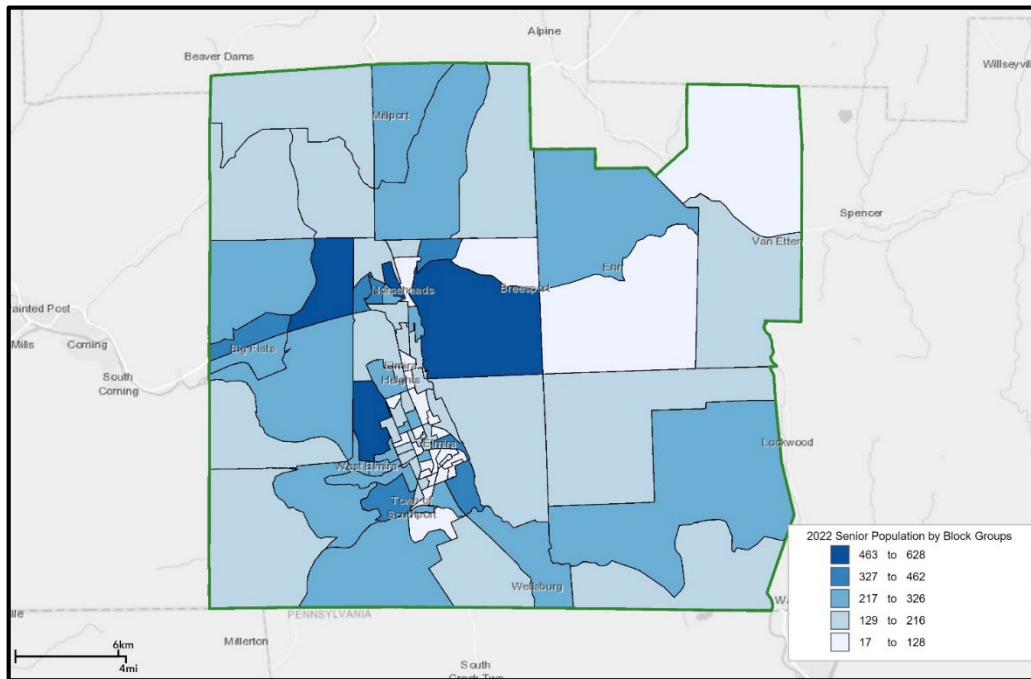 Alpine
Beaver Dams
Willseyvil
Millport
Spencer
Van Etten
Erin
Horseheads
Breesport
ainted Post
Mills
Corning
Big Flats
South
Corning
Elmira
Heights
Elmira
Lockwood
West Elmira
Town of
Southport
Wellsburg
2022 Senior Population by Block Groups
463 to 628
327 to 462
217 to 326
129 to 216
17 to 128
Wa
lle
PENNSYLVANIA
Millerton
6km
4mi
South
Creek Twp